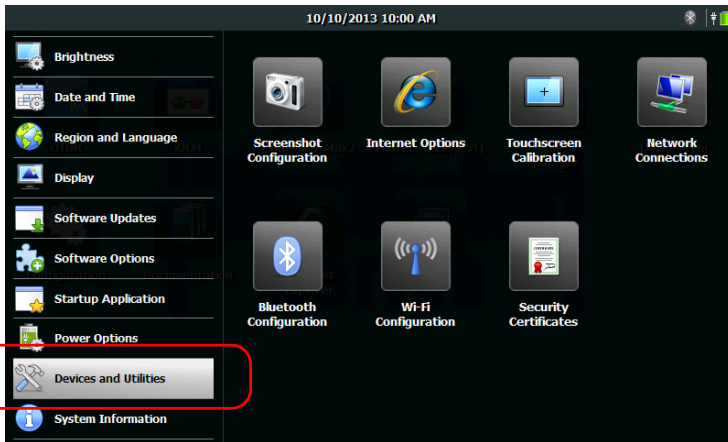 10/10/2013 10:00 AM
Brightness
Date and Time
Region and Language
Display
Software Updates
Software Options
Startup Application
Power Options
Devices and Utilities
System Information
Screenshot
Configuration
Internet Options
Touchscreen
Calibration
Network
Connections
Bluetooth
Configuration
Wi-Fi
Configuration
Security
Certificates